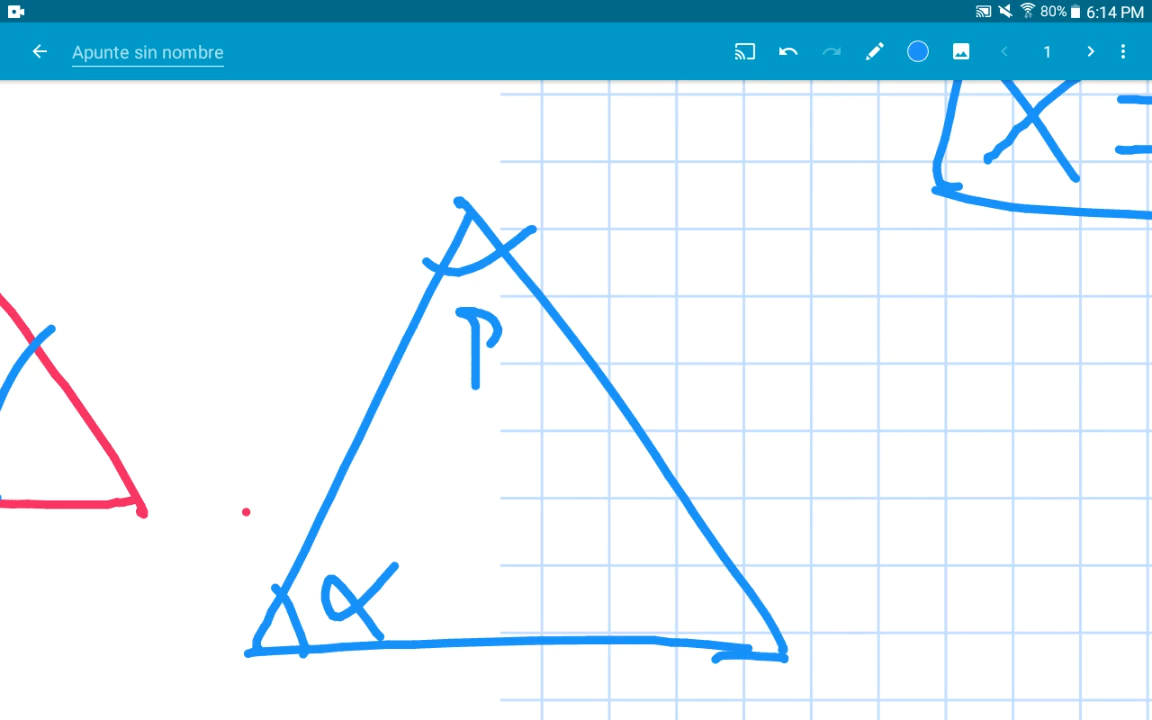 80% 6:14 PM
Apunte sin nombre
1
X =
α